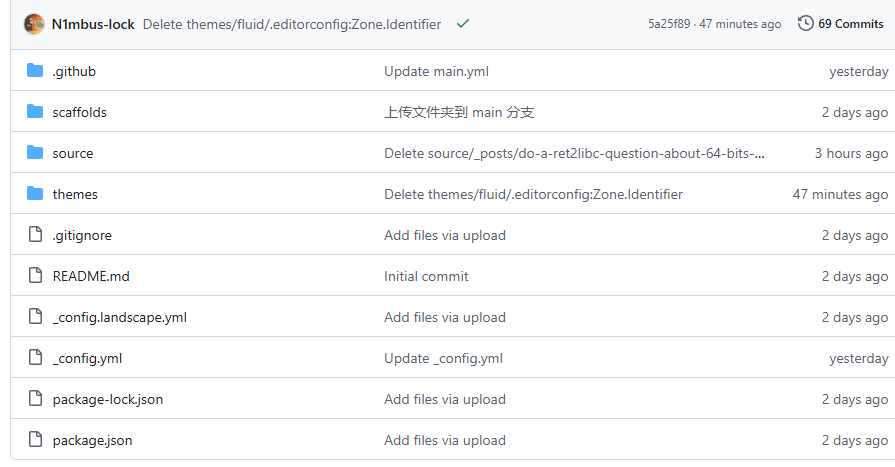 N1mbus-lock Delete themes/fluid/.editorconfig:Zone.Identifier 5a25f89 · 47 minutes ago 69 Commits
.github Update main.yml yesterday
scaffolds 上传文件夹到 main 分支 2 days ago
source Delete source/_posts/do-a-ret2libc-question-about-64-bits-... 3 hours ago
themes Delete themes/fluid/.editorconfig:Zone.Identifier 47 minutes ago
.gitignore Add files via upload 2 days ago
README.md Initial commit 2 days ago
_config.landscape.yml Add files via upload 2 days ago
_config.yml Update _config.yml yesterday
package-lock.json Add files via upload 2 days ago
package.json Add files via upload 2 days ago